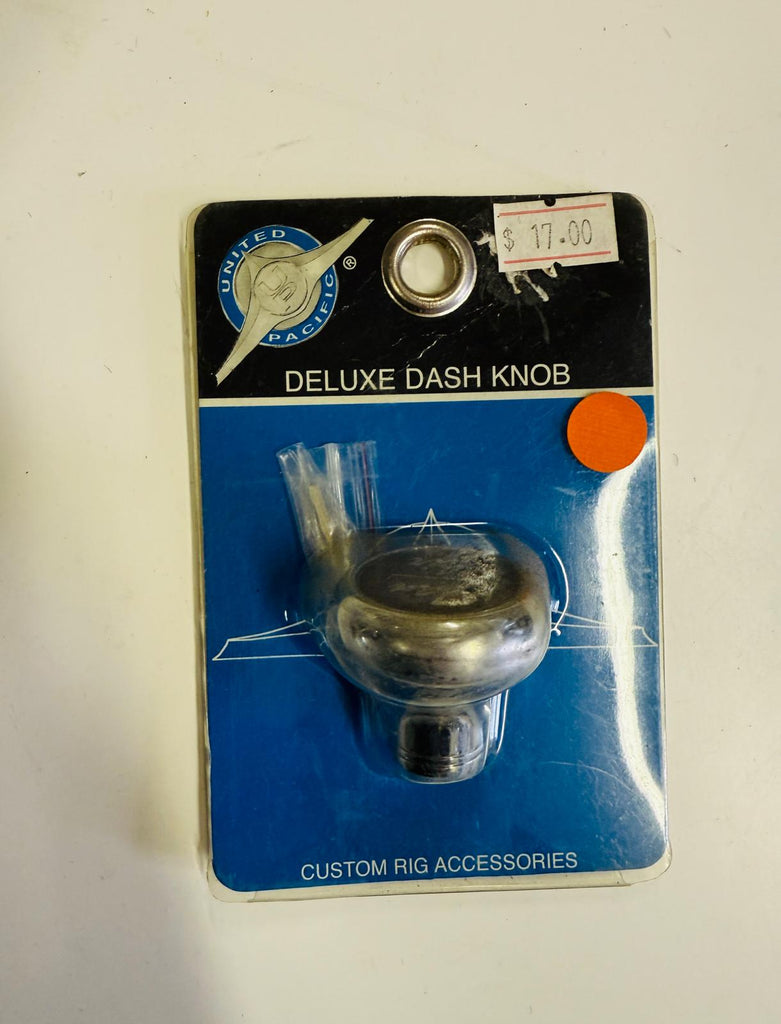 UNITED
PACIFIC
®
$ 17.00
DELUXE DASH KNOB
CUSTOM RIG ACCESSORIES